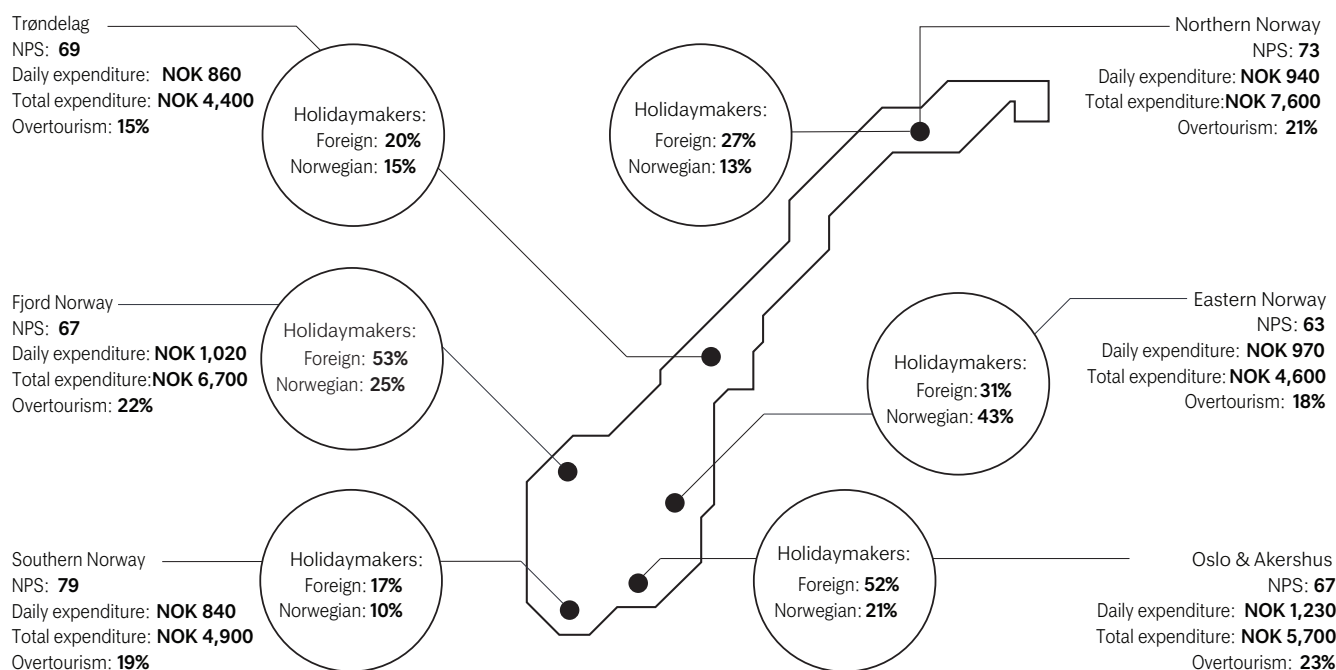 Trøndelag
NPS: 69
Daily expenditure: NOK 860
Total expenditure: NOK 4,400
Overtourism: 15%
Holidaymakers:
Foreign: 20%
Norwegian: 15%
Holidaymakers:
Foreign: 27%
Norwegian: 13%
Northern Norway
NPS: 73
Daily expenditure: NOK 940
Total expenditure: NOK 7,600
Overtourism: 21%
Fjord Norway
NPS: 67
Daily expenditure: NOK 1,020
Total expenditure: NOK 6,700
Overtourism: 22%
Holidaymakers:
Foreign: 53%
Norwegian: 25%
Holidaymakers:
Foreign: 31%
Norwegian: 43%
Eastern Norway
NPS: 63
Daily expenditure: NOK 970
Total expenditure: NOK 4,600
Overtourism: 18%
Southern Norway
NPS: 79
Daily expenditure: NOK 840
Total expenditure: NOK 4,900
Overtourism: 19%
Holidaymakers:
Foreign: 17%
Norwegian: 10%
Holidaymakers:
Foreign: 52%
Norwegian: 21%
Oslo & Akershus
NPS: 67
Daily expenditure: NOK 1,230
Total expenditure: NOK 5,700
Overtourism: 23%